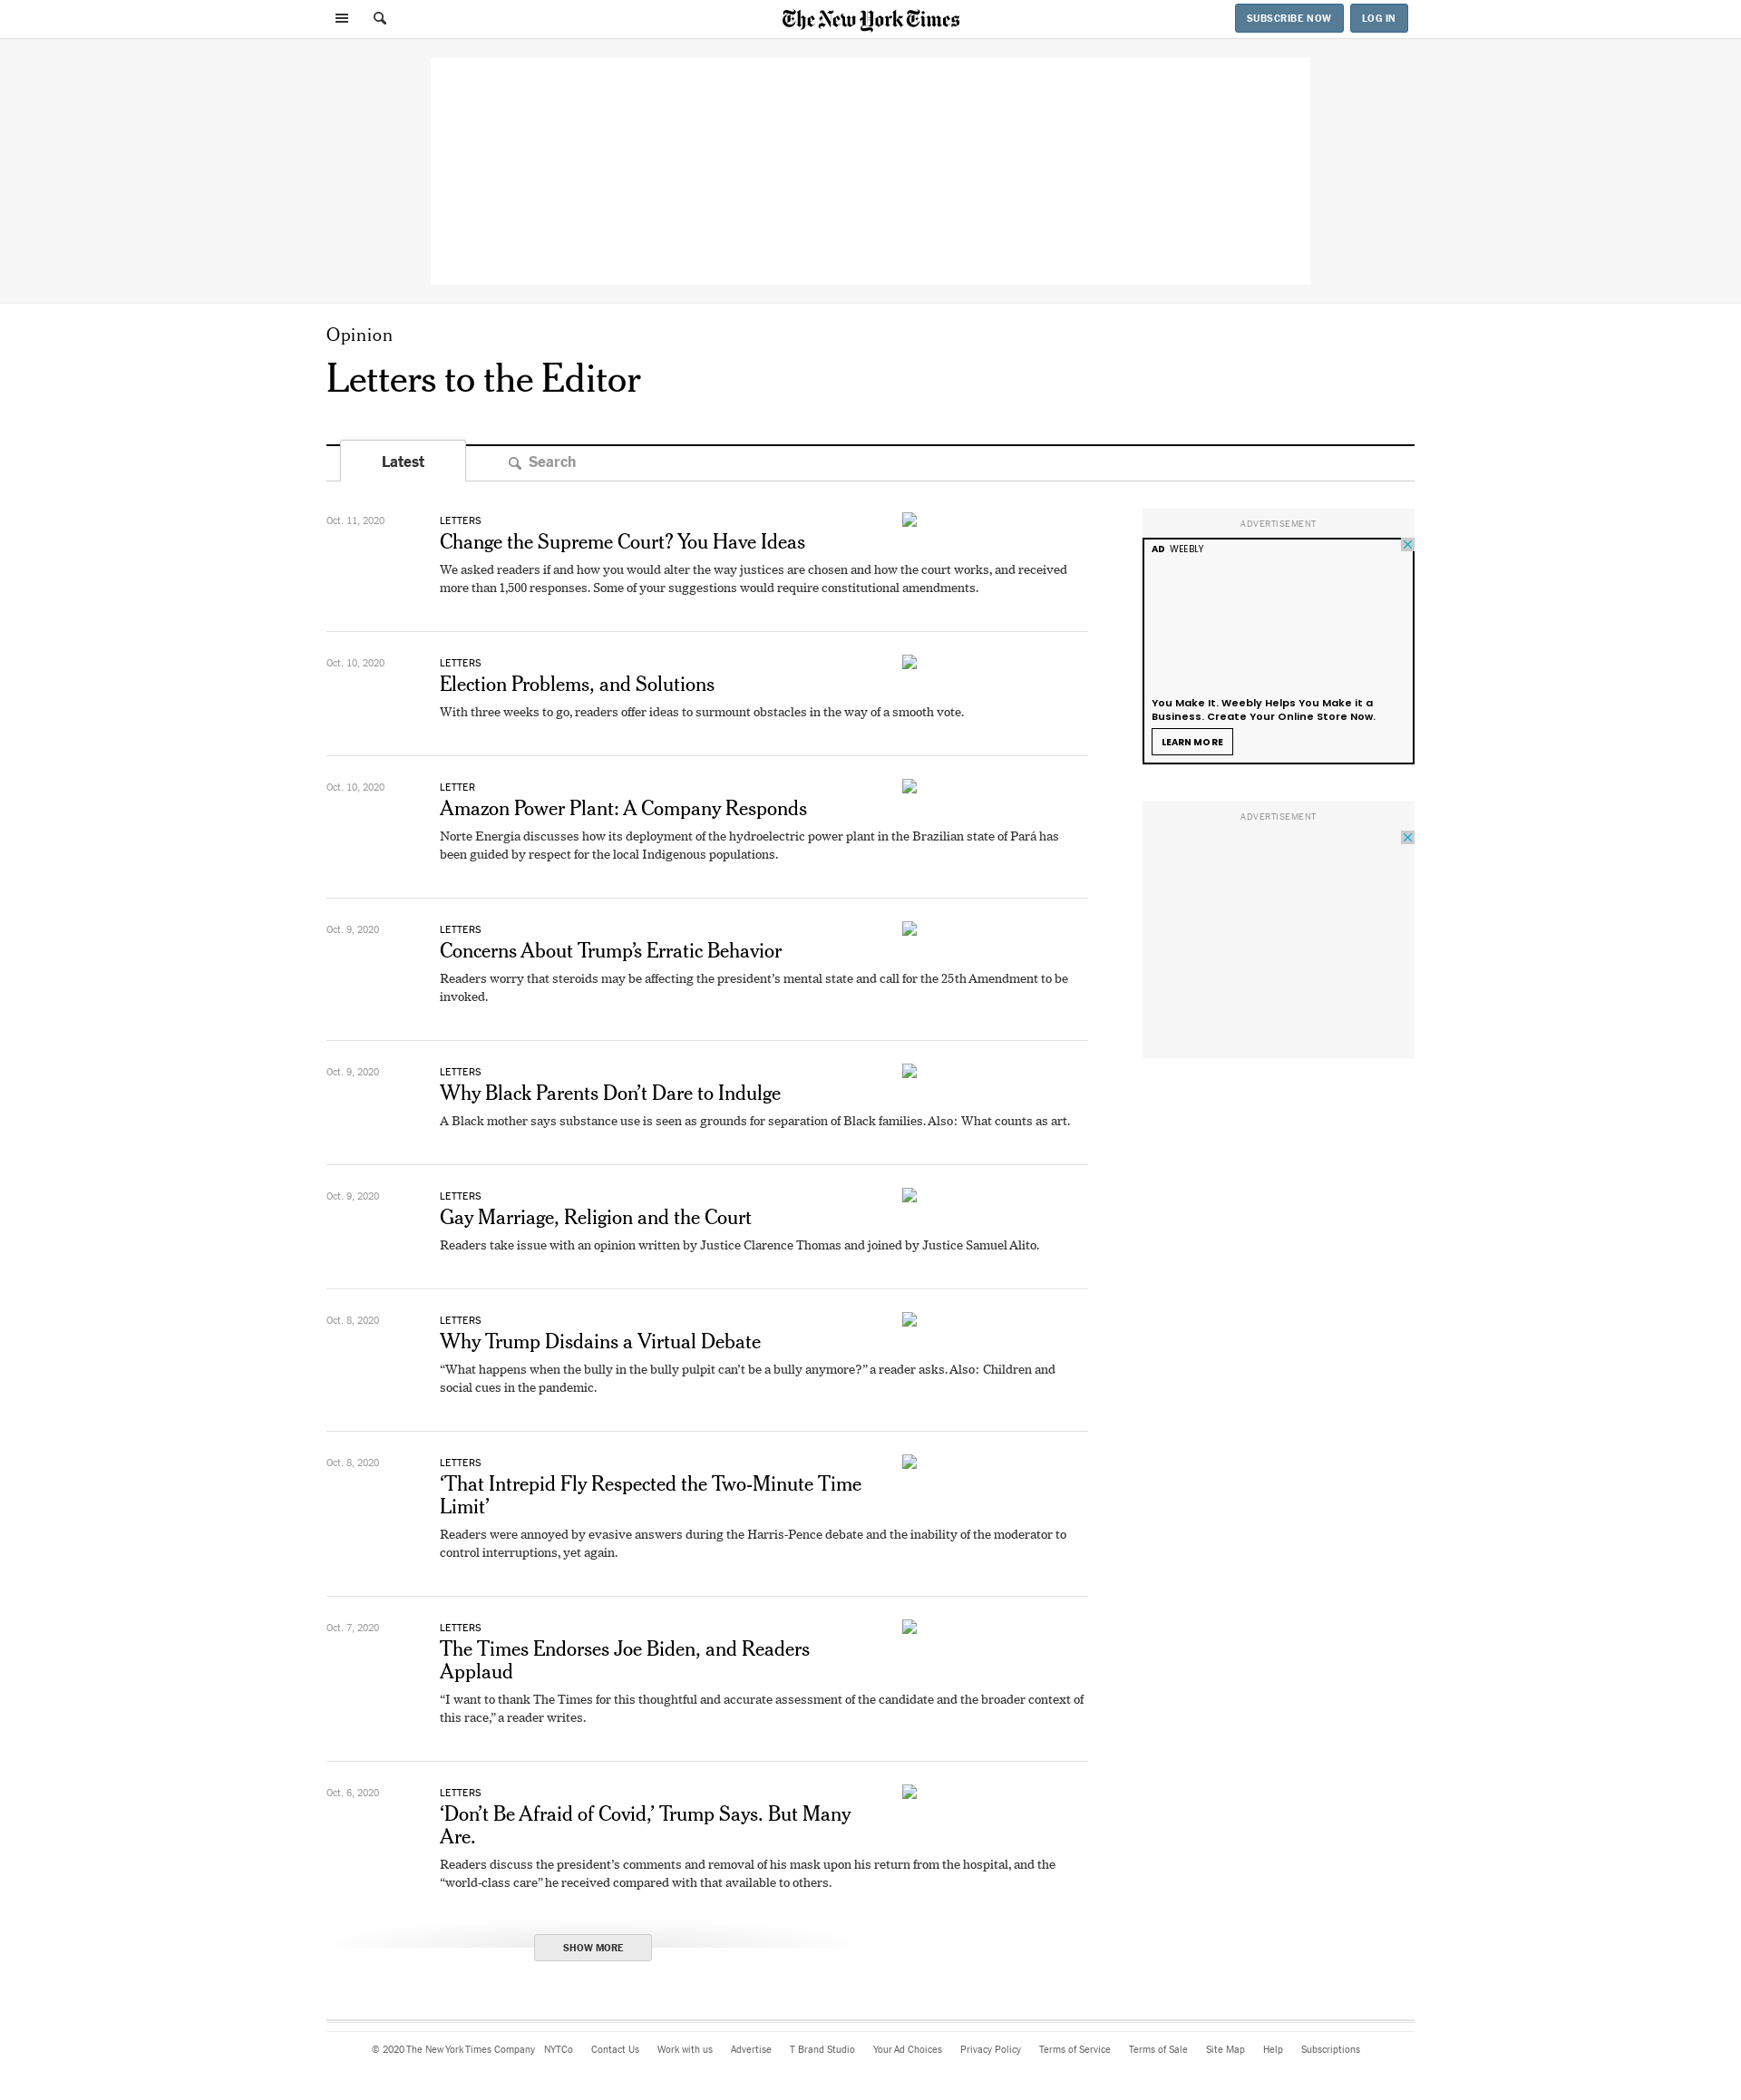 The New York Times
SUBSCRIBE NOW
LOG IN
Opinion
Letters to the Editor
Latest
Search
Oct. 11, 2020
LETTERS
Change the Supreme Court? You Have Ideas
We asked readers if and how you would alter the way justices are chosen and how the court works, and received
more than 1,500 responses. Some of your suggestions would require constitutional amendments.
Oct. 10, 2020
LETTERS
Election Problems, and Solutions
With three weeks to go, readers offer ideas to surmount obstacles in the way of a smooth vote.
Oct. 10, 2020
LETTER
Amazon Power Plant: A Company Responds
Norte Energia discusses how its deployment of the hydroelectric power plant in the Brazilian state of Pará has
been guided by respect for the local Indigenous populations.
Oct. 9, 2020
LETTERS
Concerns About Trump’s Erratic Behavior
Readers worry that steroids may be affecting the president’s mental state and call for the 25th Amendment to be
invoked.
Oct. 9, 2020
LETTERS
Why Black Parents Don’t Dare to Indulge
A Black mother says substance use is seen as grounds for separation of Black families. Also: What counts as art.
Oct. 9, 2020
LETTERS
Gay Marriage, Religion and the Court
Readers take issue with an opinion written by Justice Clarence Thomas and joined by Justice Samuel Alito.
Oct. 8, 2020
LETTERS
Why Trump Disdains a Virtual Debate
“What happens when the bully in the bully pulpit can’t be a bully anymore?” a reader asks. Also: Children and
social cues in the pandemic.
Oct. 8, 2020
LETTERS
‘That Intrepid Fly Respected the Two-Minute Time
Limit’
Readers were annoyed by evasive answers during the Harris-Pence debate and the inability of the moderator to
control interruptions, yet again.
Oct. 7, 2020
LETTERS
The Times Endorses Joe Biden, and Readers
Applaud
“I want to thank The Times for this thoughtful and accurate assessment of the candidate and the broader context of
this race,” a reader writes.
Oct. 6, 2020
LETTERS
‘Don’t Be Afraid of Covid,’ Trump Says. But Many
Are.
Readers discuss the president’s comments and removal of his mask upon his return from the hospital, and the
“world-class care” he received compared with that available to others.
SHOW MORE
ADVERTISEMENT
AD WEEBLY
You Make It. Weebly Helps You Make it a
Business. Create Your Online Store Now.
LEARN MORE
ADVERTISEMENT
© 2020 The New York Times Company NYTCo Contact Us Work with us Advertise T Brand Studio Your Ad Choices Privacy Policy Terms of Service Terms of Sale Site Map Help Subscriptions